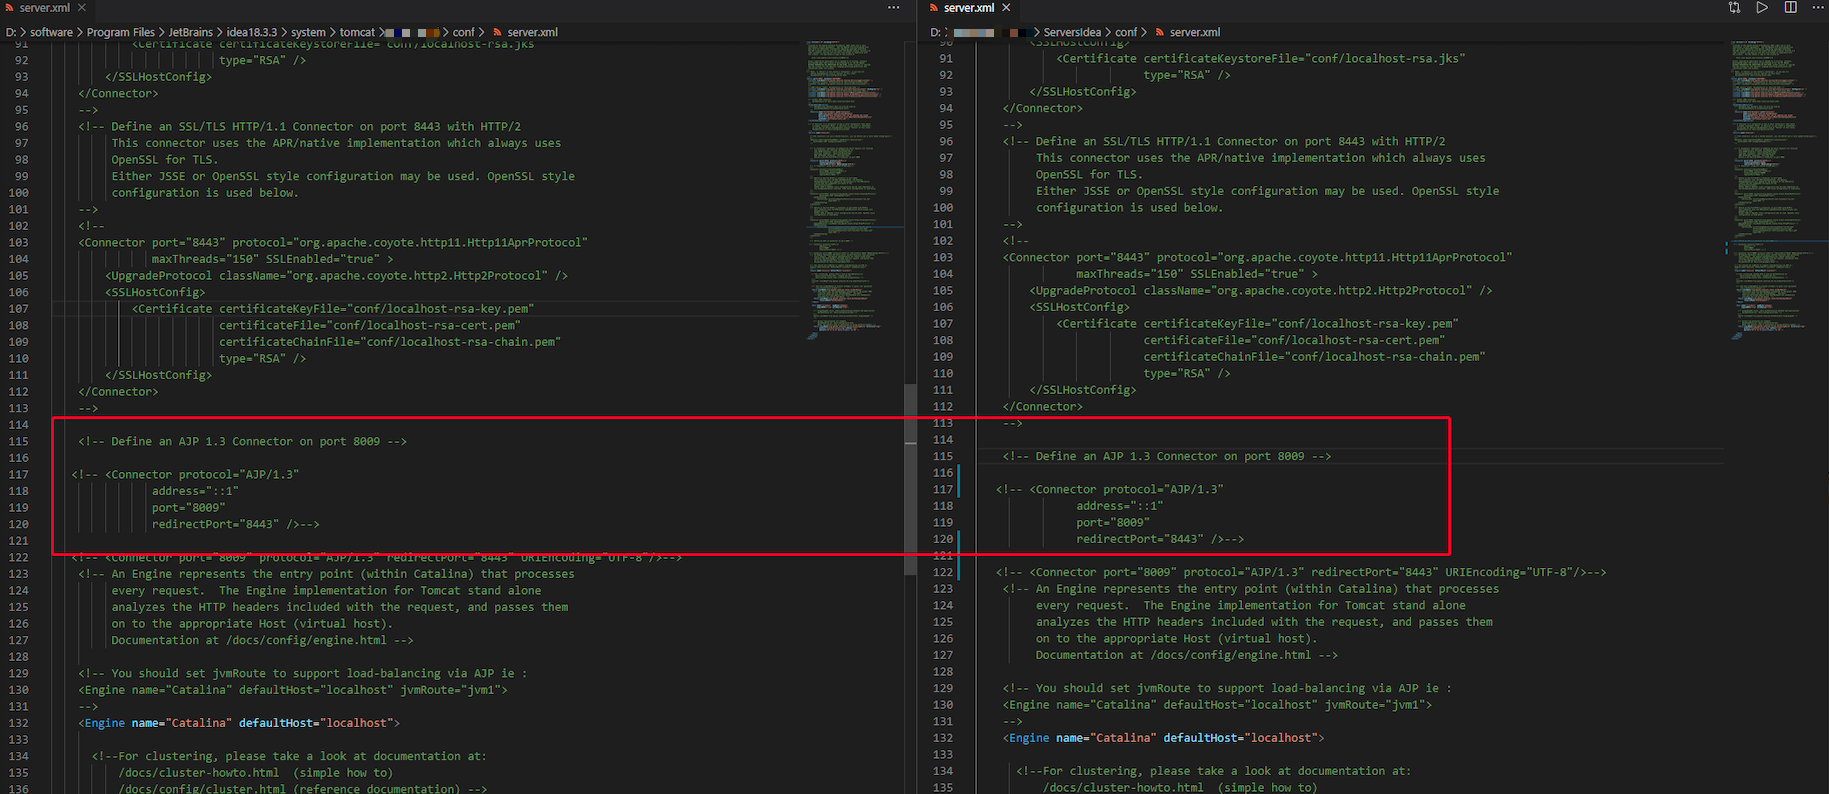 server.xml
D: > software > Program Files > JetBrains > idea18.3.3 > system > tomcat > conf > server.xml
91 <Certificate certificateKeystoreFile="conf/localhost-rsa.jks"
92 type="RSA" />
93 </SSLHostConfig>
94 </Connector>
95 -->
96 <!-- Define an SSL/TLS HTTP/1.1 Connector on port 8443 with HTTP/2
97 This connector uses the APR/native implementation which always uses
98 OpenSSL for TLS.
99 Either JSSE or OpenSSL style configuration may be used. OpenSSL style
100 configuration is used below.
101 -->
102 <!--
103 <Connector port="8443" protocol="org.apache.coyote.http11.Http11AprProtocol"
104 maxThreads="150" SSLEnabled="true" >
105 <UpgradeProtocol className="org.apache.coyote.http2.Http2Protocol" />
106 <SSLHostConfig>
107 <Certificate certificateKeyFile="conf/localhost-rsa-key.pem"
108 certificateFile="conf/localhost-rsa-cert.pem"
109 certificateChainFile="conf/localhost-rsa-chain.pem"
110 type="RSA" />
111 </SSLHostConfig>
112 </Connector>
113 -->
114
115 <!-- Define an AJP 1.3 Connector on port 8009 -->
116
117 <!-- <Connector protocol="AJP/1.3"
118 address="::1"
119 port="8009"
120 redirectPort="8443" />-->
121
122 <!-- <Connector port="8009" protocol="AJP/1.3" redirectPort="8443" URIEncoding="UTF-8"/>-->
123 <!-- An Engine represents the entry point (within Catalina) that processes
124 every request.  The Engine implementation for Tomcat stand alone
125 analyzes the HTTP headers included with the request, and passes them
126 on to the appropriate Host (virtual host).
127 Documentation at /docs/config/engine.html -->
128
129 <!-- You should set jvmRoute to support load-balancing via AJP ie :
130 <Engine name="Catalina" defaultHost="localhost" jvmRoute="jvm1">
131 -->
132 <Engine name="Catalina" defaultHost="localhost">
133
134 <!--For clustering, please take a look at documentation at:
135 /docs/cluster-howto.html  (simple how to)
136 /docs/config/cluster.html (reference documentation) -->
server.xml
D: > ServersIdea > conf > server.xml
90 <SSLHostConfig>
91 <Certificate certificateKeystoreFile="conf/localhost-rsa.jks"
92 type="RSA" />
93 </SSLHostConfig>
94 </Connector>
95 -->
96 <!-- Define an SSL/TLS HTTP/1.1 Connector on port 8443 with HTTP/2
97 This connector uses the APR/native implementation which always uses
98 OpenSSL for TLS.
99 Either JSSE or OpenSSL style configuration may be used. OpenSSL style
100 configuration is used below.
101 -->
102 <!--
103 <Connector port="8443" protocol="org.apache.coyote.http11.Http11AprProtocol"
104 maxThreads="150" SSLEnabled="true" >
105 <UpgradeProtocol className="org.apache.coyote.http2.Http2Protocol" />
106 <SSLHostConfig>
107 <Certificate certificateKeyFile="conf/localhost-rsa-key.pem"
108 certificateFile="conf/localhost-rsa-cert.pem"
109 certificateChainFile="conf/localhost-rsa-chain.pem"
110 type="RSA" />
111 </SSLHostConfig>
112 </Connector>
113 -->
114
115 <!-- Define an AJP 1.3 Connector on port 8009 -->
116
117 <!-- <Connector protocol="AJP/1.3"
118 address="::1"
119 port="8009"
120 redirectPort="8443" />-->
121
122 <!-- <Connector port="8009" protocol="AJP/1.3" redirectPort="8443" URIEncoding="UTF-8"/>-->
123 <!-- An Engine represents the entry point (within Catalina) that processes
124 every request.  The Engine implementation for Tomcat stand alone
125 analyzes the HTTP headers included with the request, and passes them
126 on to the appropriate Host (virtual host).
127 Documentation at /docs/config/engine.html -->
128
129 <!-- You should set jvmRoute to support load-balancing via AJP ie :
130 <Engine name="Catalina" defaultHost="localhost" jvmRoute="jvm1">
131 -->
132 <Engine name="Catalina" defaultHost="localhost">
133
134 <!--For clustering, please take a look at documentation at:
135 /docs/cluster-howto.html  (simple how to)